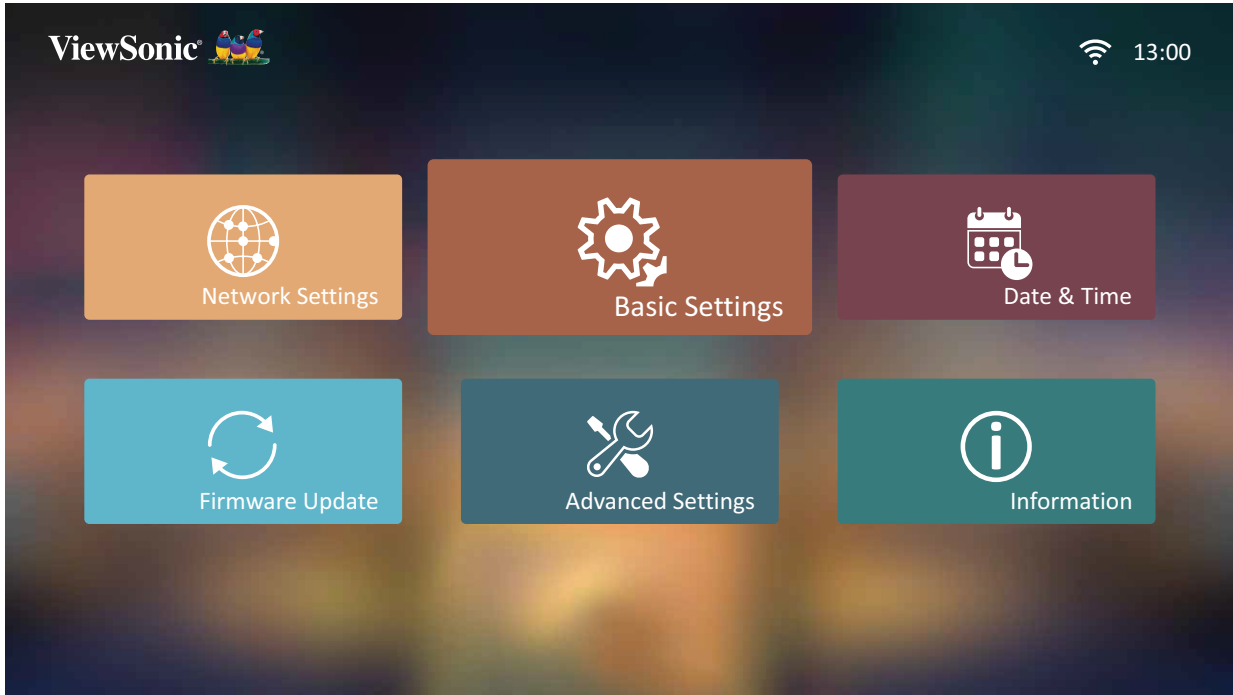 ViewSonic®
13:00
Network Settings
Basic Settings
Date & Time
Firmware Update
Advanced Settings
Information